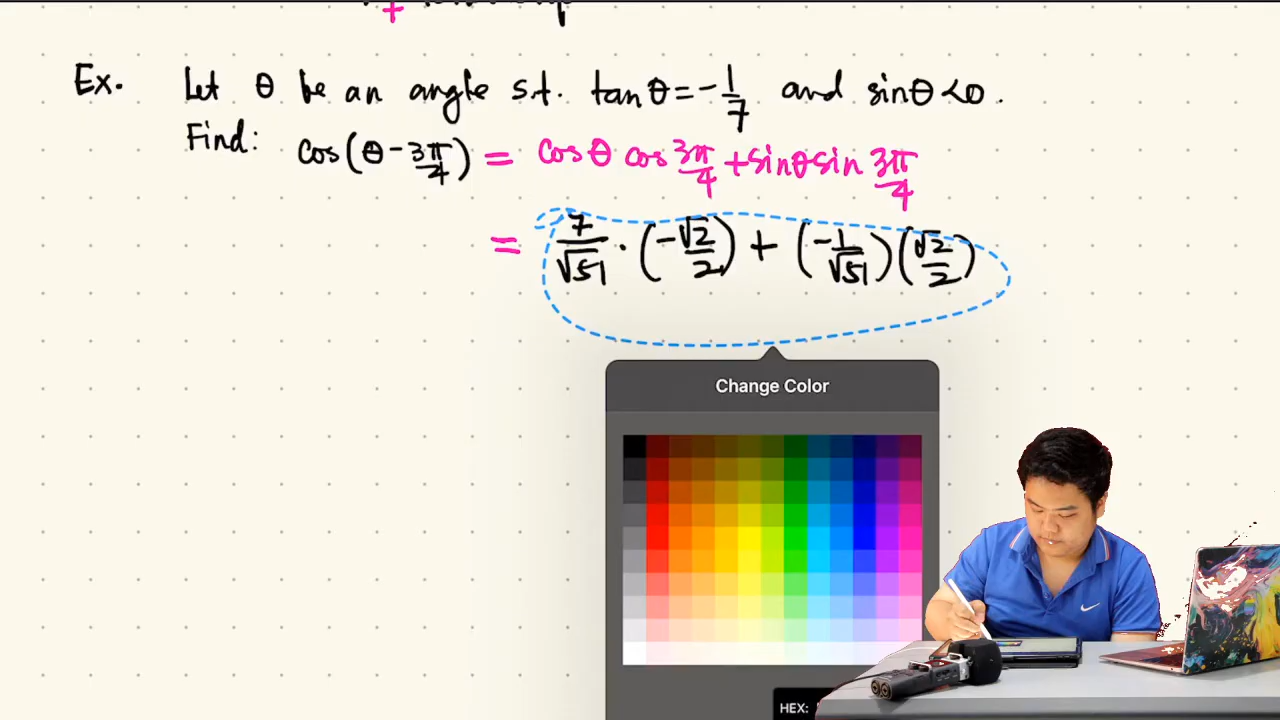 Ex. Let θ be an angle s.t. tanθ = -1/7 and sinθ < 0.
Find: cos(θ - 3π/4) = cosθ cos 3π/4 + sinθ sin 3π/4
= 7/√51 · (-√2/2) + (-1/√51)(√2/2)
Change Color
HEX: